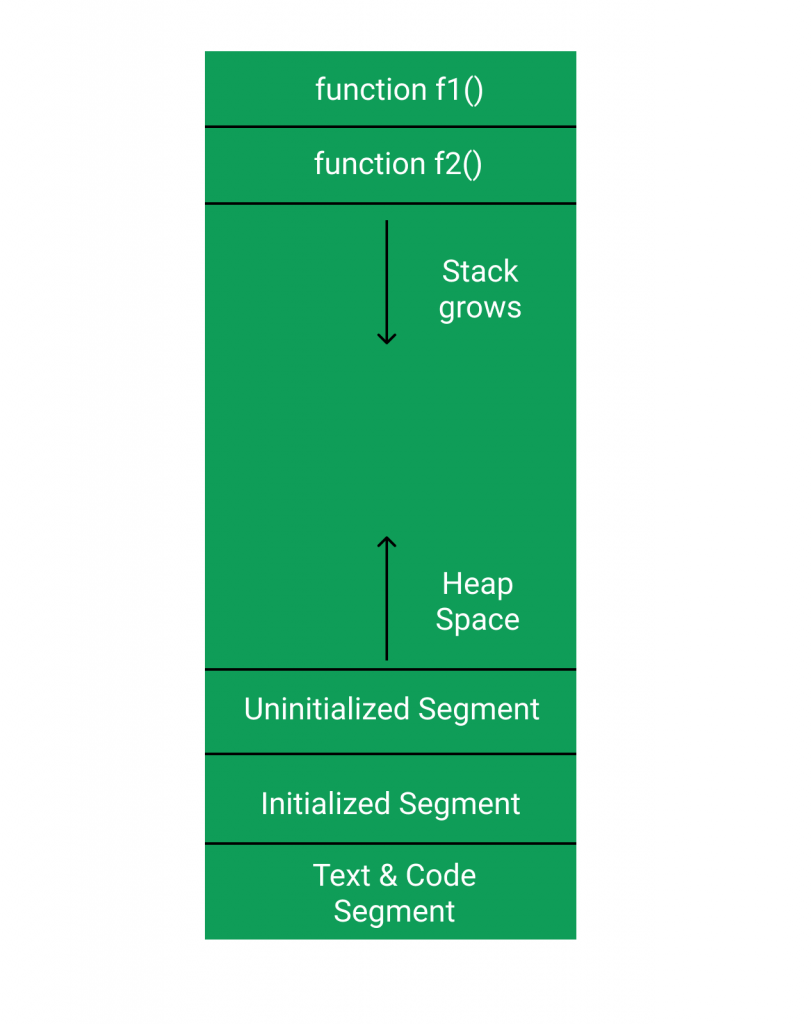 function f1()
function f2()
Stack
grows
Heap
Space
Uninitialized Segment
Initialized Segment
Text & Code
Segment